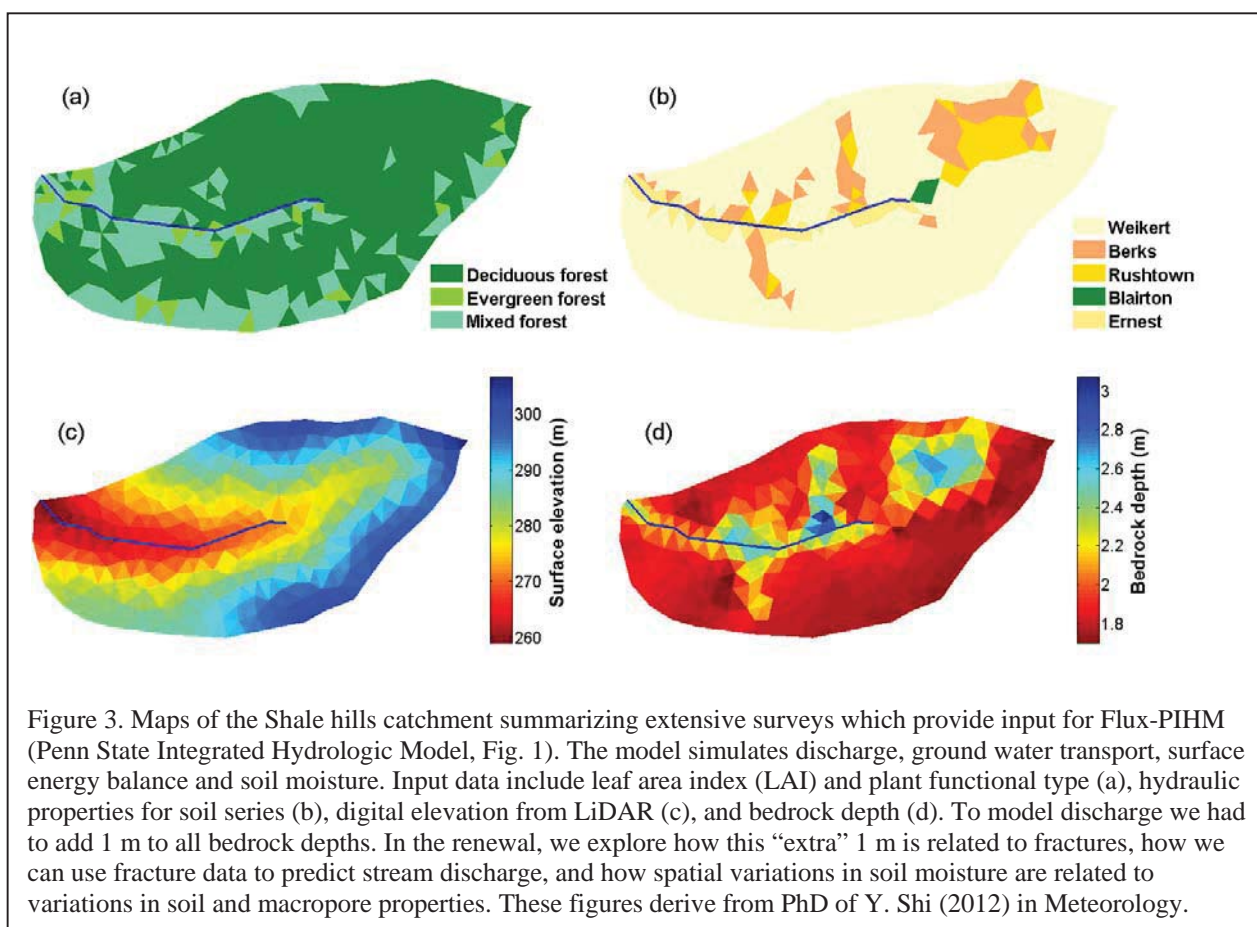 (a)
(b)
Deciduous forest
Evergreen forest
Mixed forest
Weikert
Berks
Rushtown
Blairton
Ernest
(c)
300
290
280
270
260
Surface elevation (m)
(d)
3
2.8
2.6
2.4
2.2
2
1.8
Bedrock depth (m)
Figure 3. Maps of the Shale hills catchment summarizing extensive surveys which provide input for Flux-PIHM
(Penn State Integrated Hydrologic Model, Fig. 1). The model simulates discharge, ground water transport, surface
energy balance and soil moisture. Input data include leaf area index (LAI) and plant functional type (a), hydraulic
properties for soil series (b), digital elevation from LiDAR (c), and bedrock depth (d). To model discharge we had
to add 1 m to all bedrock depths. In the renewal, we explore how this “extra” 1 m is related to fractures, how we
can use fracture data to predict stream discharge, and how spatial variations in soil moisture are related to
variations in soil and macropore properties. These figures derive from PhD of Y. Shi (2012) in Meteorology.